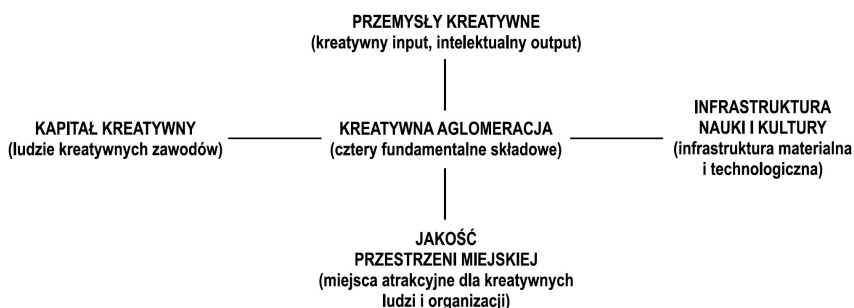 PRZEMYSŁY KREATYWNE
(kreatywny input, intelektualny output)
KAPITAŁ KREATYWNY
(ludzie kreatywnych zawodów)
KREATYWNA AGLOMERACJA
(cztery fundamentalne składowe)
INFRASTRUKTURA
NAUKI I KULTURY
(infrastruktura materialna
i technologiczna)
JAKOŚĆ
PRZESTRZENI MIEJSKIEJ
(miejsca atrakcyjne dla kreatywnych
ludzi i organizacji)